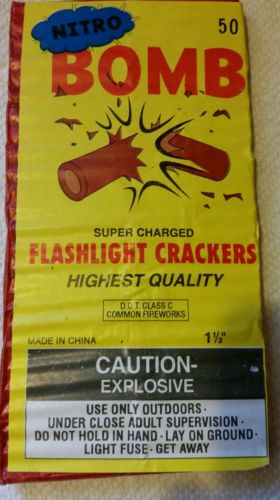 NITRO
50
BOMB
SUPER CHARGED
FLASHLIGHT CRACKERS
HIGHEST QUALITY
D.O.T. CLASS C
COMMON FIREWORKS
MADE IN CHINA
1½"
CAUTION-
EXPLOSIVE
USE ONLY OUTDOORS·
UNDER CLOSE ADULT SUPERVISION·
DO NOT HOLD IN HAND·LAY ON GROUND·
LIGHT FUSE·GET AWAY